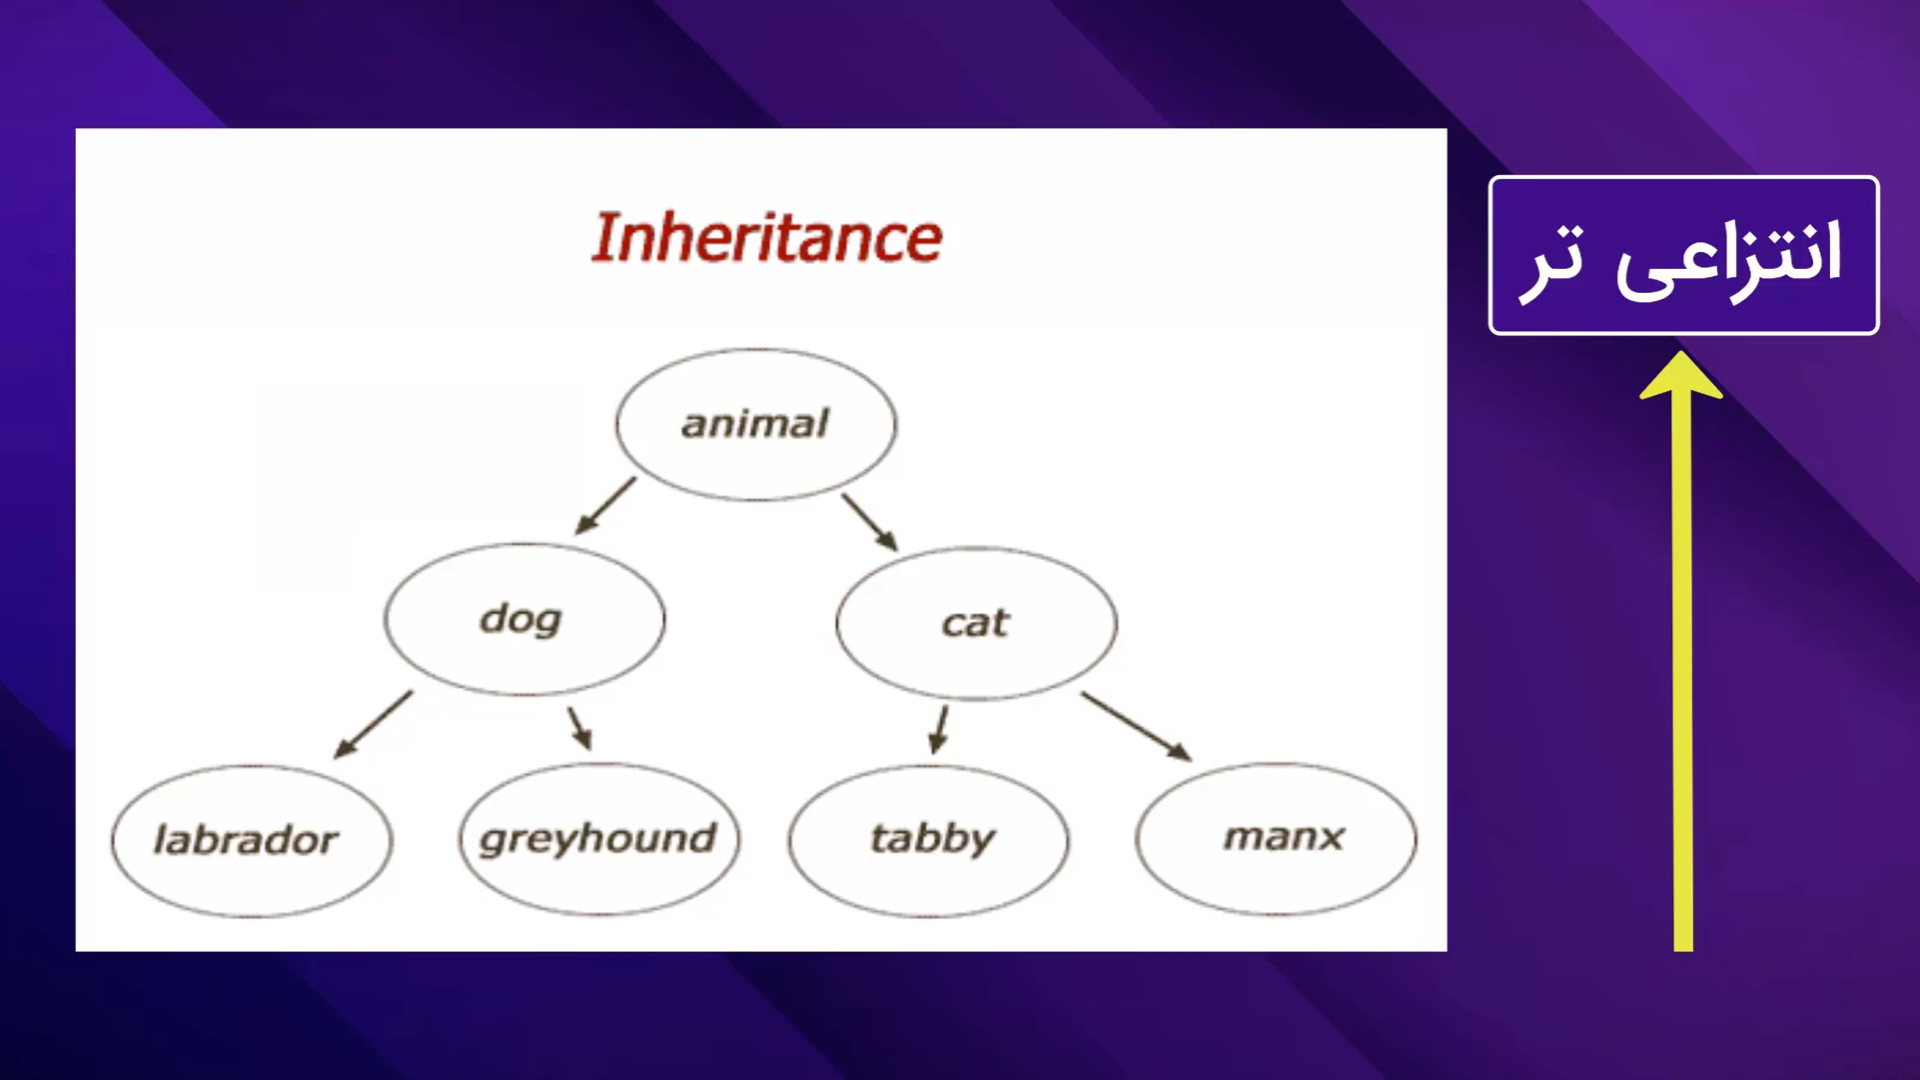 Inheritance
انتزاعی تر
animal
dog
cat
labrador
greyhound
tabby
manx